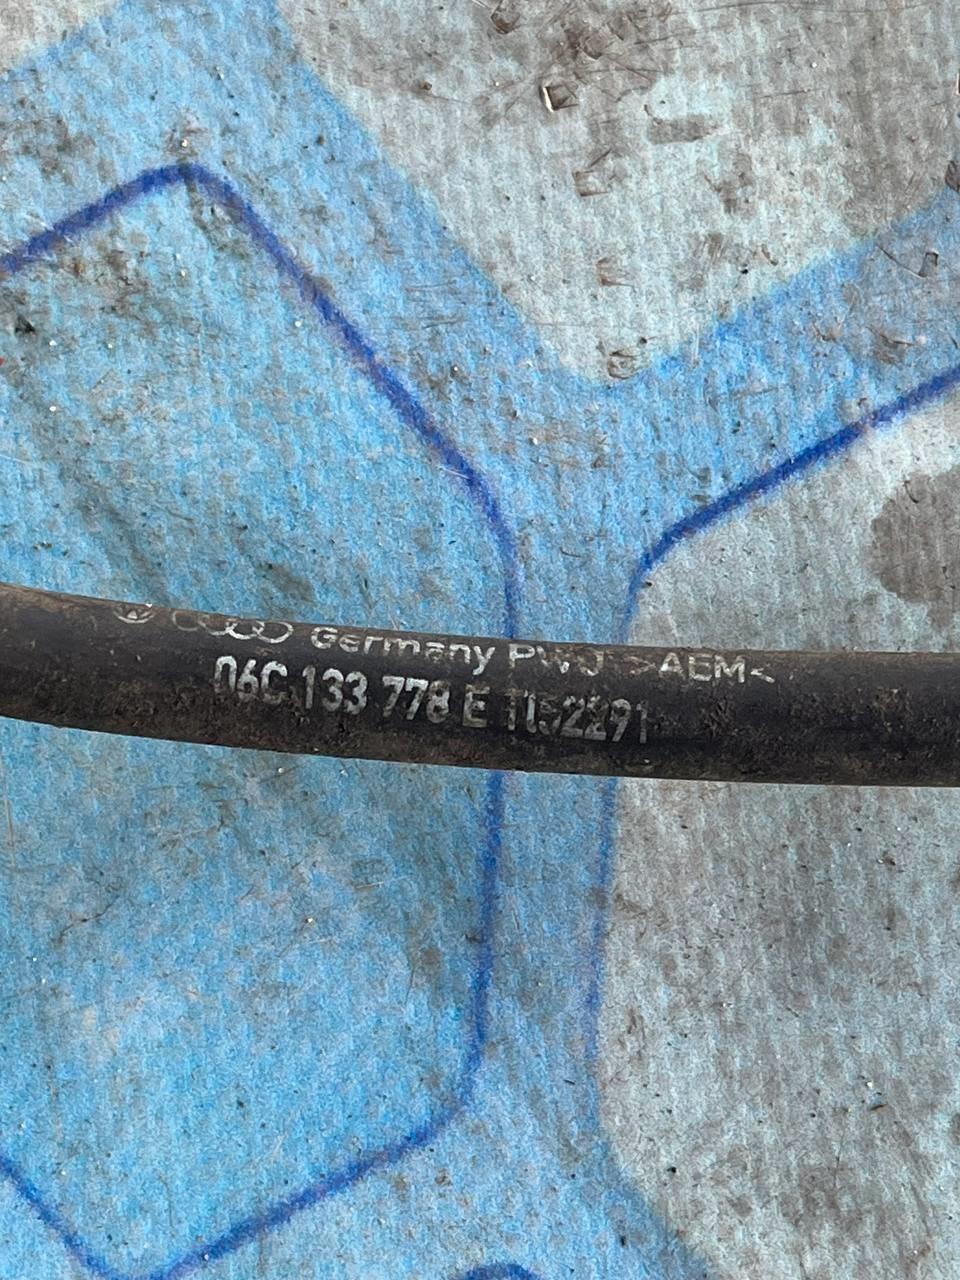 Germany PWJ >AEM<
06C 133 778 E